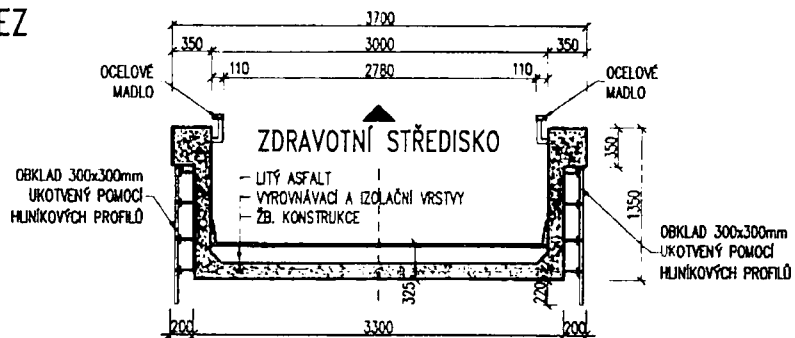 EZ
3700
350 3000 350
110 2780 110
OCELOVÉ
MADLO
OCELOVÉ
MADLO
ZDRAVOTNÍ STŘEDISKO
350
1350
OBKLAD 300x300mm
UKOTVENÝ POMOCÍ
HLINÍKOVÝCH PROFILŮ
LITÝ ASFALT
VYROVNÁVACÍ A IZOLAČNÍ VRSTVY
ŽB. KONSTRUKCE
OBKLAD 300x300mm
UKOTVENÝ POMOCÍ
HLINÍKOVÝCH PROFILŮ
325
220
200 3300 200